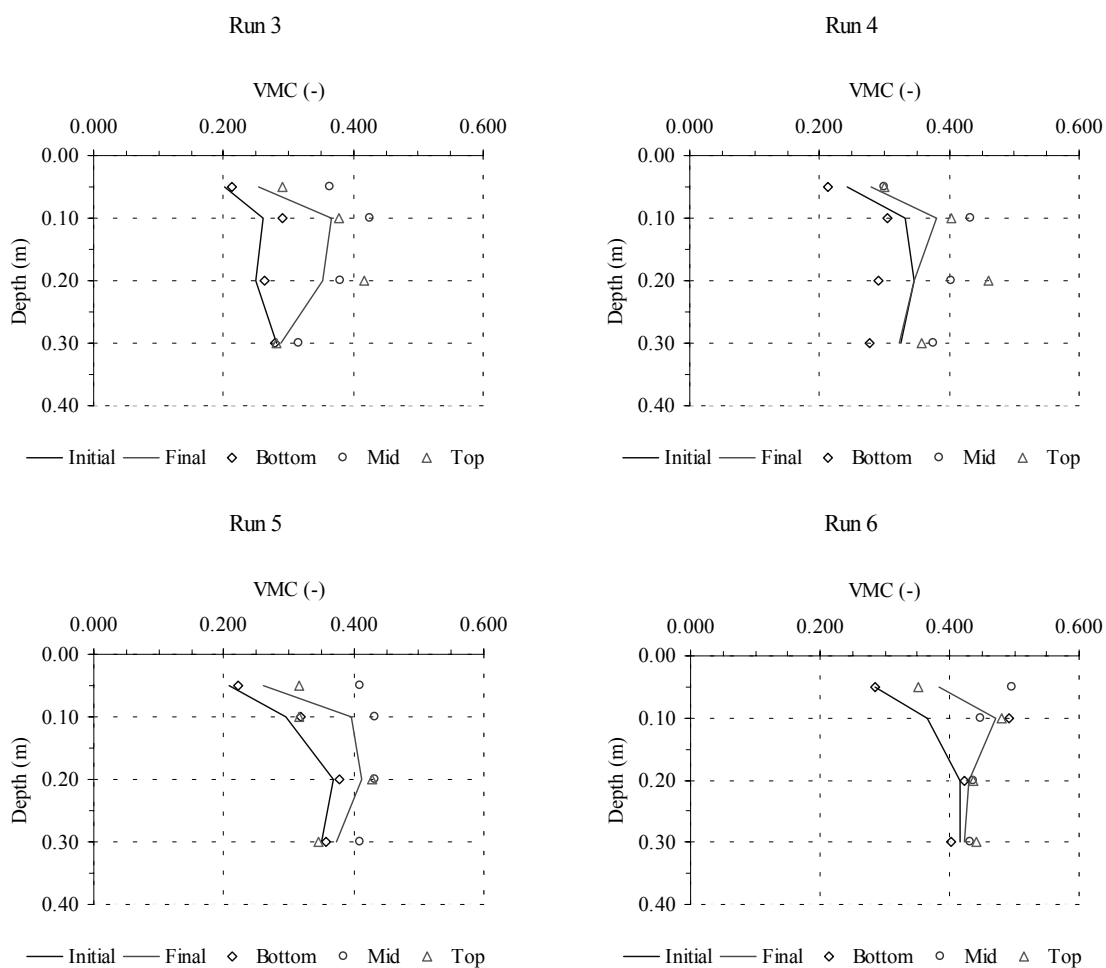 Run 3
VMC (-)
0.000 0.200 0.400 0.600
0.00
0.10
0.20
0.30
0.40
Depth (m)
Initial Final Bottom Mid Top
Run 4
VMC (-)
0.000 0.200 0.400 0.600
0.00
0.10
0.20
0.30
0.40
Depth (m)
Initial Final Bottom Mid Top
Run 5
VMC (-)
0.000 0.200 0.400 0.600
0.00
0.10
0.20
0.30
0.40
Depth (m)
Initial Final Bottom Mid Top
Run 6
VMC (-)
0.000 0.200 0.400 0.600
0.00
0.10
0.20
0.30
0.40
Depth (m)
Initial Final Bottom Mid Top